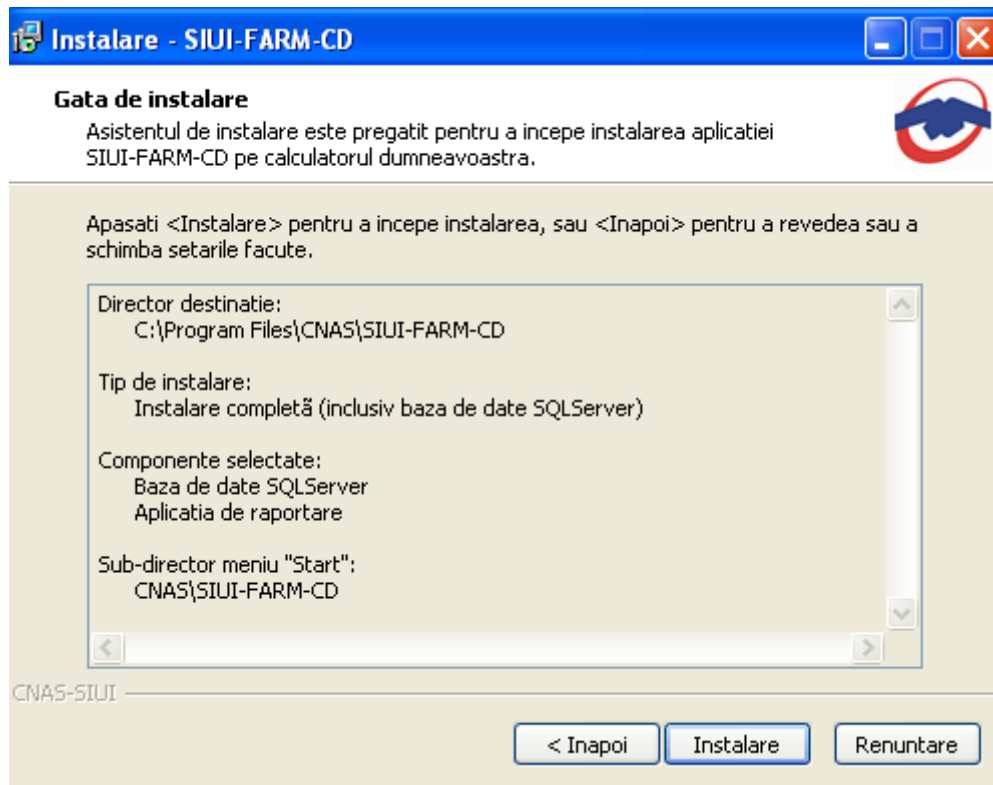 Instalare - SIUI-FARM-CD
Gata de instalare
Asistentul de instalare este pregatit pentru a incepe instalarea aplicatiei
SIUI-FARM-CD pe calculatorul dumneavoastra.
Apasati <Instalare> pentru a incepe instalarea, sau <Inapoi> pentru a revedea sau a
schimba setarile facute.
Director destinatie:
C:\Program Files\CNAS\SIUI-FARM-CD
Tip de instalare:
Instalare completã (inclusiv baza de date SQLServer)
Componente selectate:
Baza de date SQLServer
Aplicatia de raportare
Sub-director meniu "Start":
CNAS\SIUI-FARM-CD
CNAS-SIUI
< Inapoi
Instalare
Renuntare